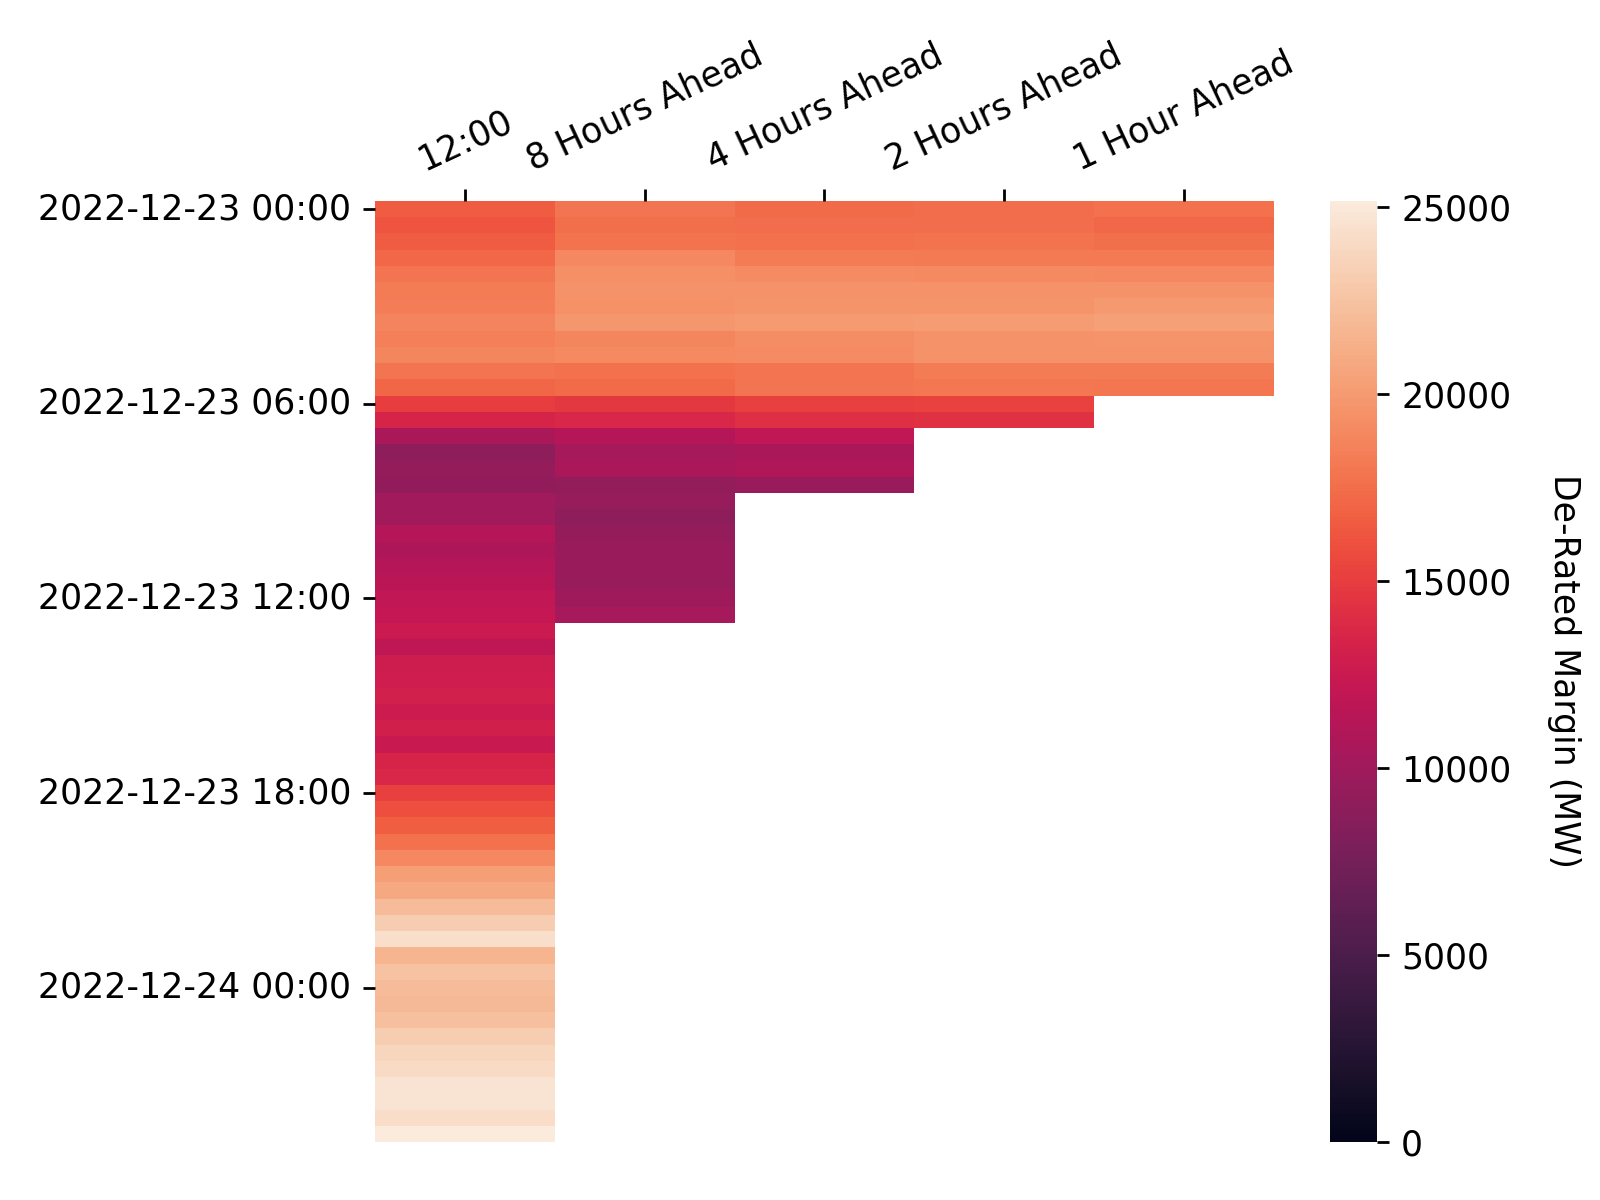 12:00
8 Hours Ahead
4 Hours Ahead
2 Hours Ahead
1 Hour Ahead
2022-12-23 00:00
2022-12-23 06:00
2022-12-23 12:00
2022-12-23 18:00
2022-12-24 00:00
25000
20000
15000
10000
5000
0
De-Rated Margin (MW)